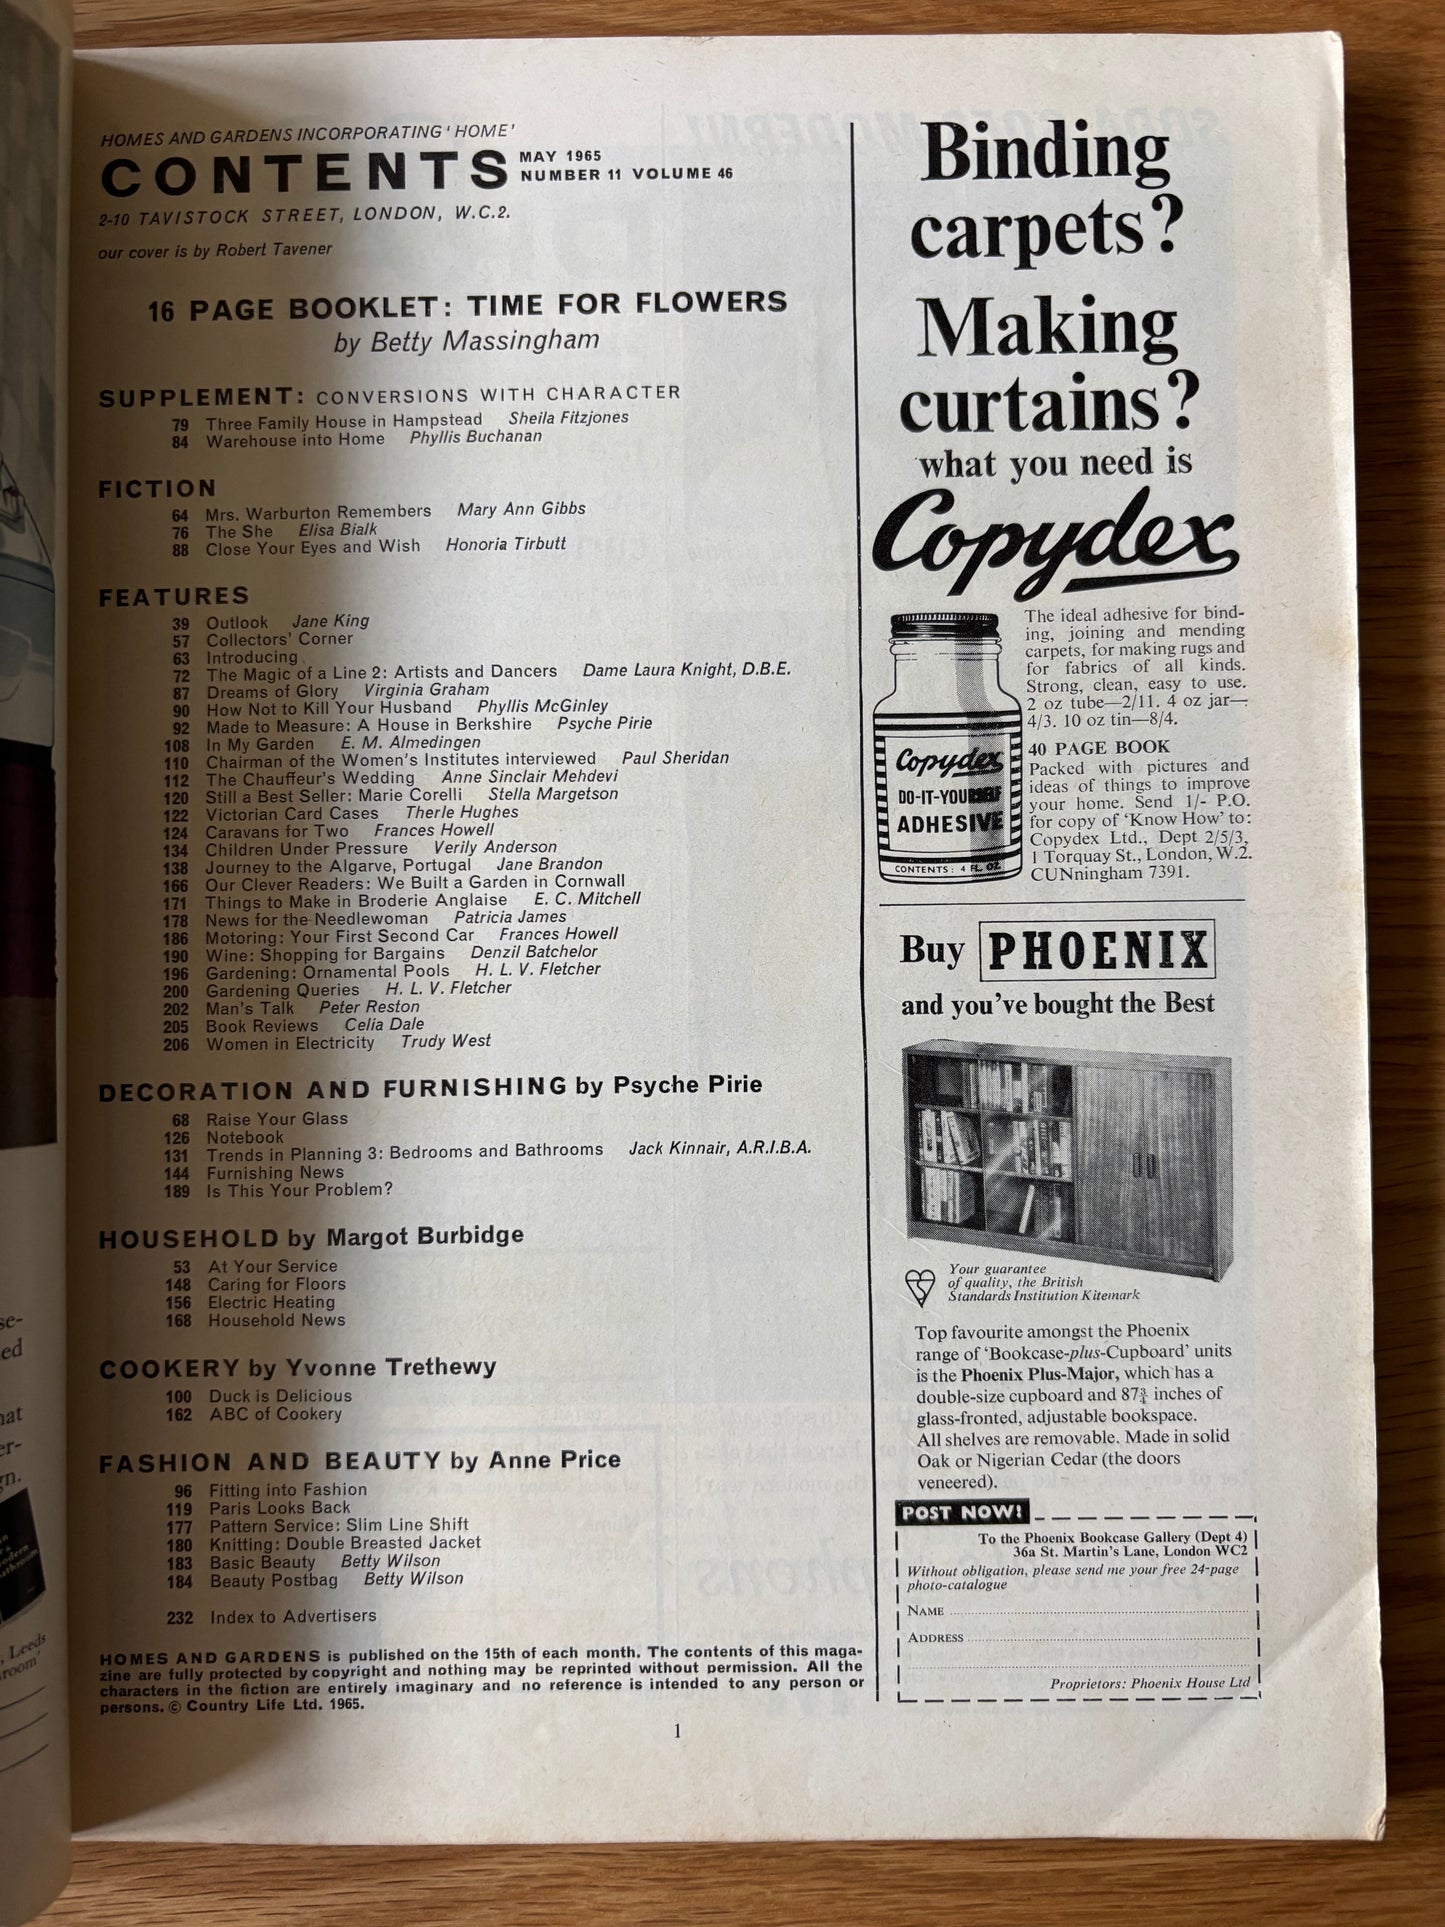 HOMES AND GARDENS INCORPORATING 'HOME'
CONTENTS
MAY 1965
NUMBER 11 VOLUME 46
2-10 TAVISTOCK STREET, LONDON, W.C.2.
our cover is by Robert Tavener
16 PAGE BOOKLET: TIME FOR FLOWERS
by Betty Massingham
SUPPLEMENT: CONVERSIONS WITH CHARACTER
79 Three Family House in Hampstead Sheila Fitzjones
84 Warehouse into Home Phyllis Buchanan
FICTION
64 Mrs. Warburton Remembers Mary Ann Gibbs
76 The She Elisa Bialk
88 Close Your Eyes and Wish Honoria Tirbutt
FEATURES
39 Outlook Jane King
57 Collectors' Corner
63 Introducing
72 The Magic of a Line 2: Artists and Dancers Dame Laura Knight, D.B.E.
87 Dreams of Glory Virginia Graham
90 How Not to Kill Your Husband Phyllis McGinley
92 Made to Measure: A House in Berkshire Psyche Pirie
108 In My Garden E. M. Almedingen
110 Chairman of the Women's Institutes interviewed Paul Sheridan
112 The Chauffeur's Wedding Anne Sinclair Mehdevi
120 Still a Best Seller: Marie Corelli Stella Margetson
122 Victorian Card Cases Therle Hughes
124 Caravans for Two Frances Howell
134 Children Under Pressure Verily Anderson
138 Journey to the Algarve, Portugal Jane Brandon
166 Our Clever Readers: We Built a Garden in Cornwall
171 Things to Make in Broderie Anglaise E. C. Mitchell
178 News for the Needlewoman Patricia James
186 Motoring: Your First Second Car Frances Howell
190 Wine: Shopping for Bargains Denzil Batchelor
196 Gardening: Ornamental Pools H. L. V. Fletcher
200 Gardening Queries H. L. V. Fletcher
202 Man's Talk Peter Reston
205 Book Reviews Celia Dale
206 Women in Electricity Trudy West
DECORATION AND FURNISHING by Psyche Pirie
68 Raise Your Glass
126 Notebook
131 Trends in Planning 3: Bedrooms and Bathrooms Jack Kinnair, A.R.I.B.A.
144 Furnishing News
189 Is This Your Problem?
HOUSEHOLD by Margot Burbidge
53 At Your Service
148 Caring for Floors
156 Electric Heating
168 Household News
COOKERY by Yvonne Trethewy
100 Duck is Delicious
162 ABC of Cookery
FASHION AND BEAUTY by Anne Price
96 Fitting into Fashion
119 Paris Looks Back
177 Pattern Service: Slim Line Shift
180 Knitting: Double Breasted Jacket
183 Basic Beauty Betty Wilson
184 Beauty Postbag Betty Wilson
232 Index to Advertisers
HOMES AND GARDENS is published on the 15th of each month. The contents of this maga-
zine are fully protected by copyright and nothing may be reprinted without permission. All the
characters in the fiction are entirely imaginary and no reference is intended to any person or
persons. © Country Life Ltd. 1965.
1
Binding
carpets?
Making
curtains?
what you need is
Copydex
The ideal adhesive for bind-
ing, joining and mending
carpets, for making rugs and
for fabrics of all kinds.
Strong, clean, easy to use.
2 oz tube—2/11. 4 oz jar—
4/3. 10 oz tin—8/4.
40 PAGE BOOK
Packed with pictures and
ideas of things to improve
your home. Send 1/- P.O.
for copy of 'Know How' to:
Copydex Ltd., Dept 2/5/3,
1 Torquay St., London, W.2.
CUNningham 7391.
Copydex
DO-IT-YOURSELF
ADHESIVE
CONTENTS: 4 FL. OZ.
Buy PHOENIX
and you've bought the Best
Your guarantee
of quality, the British
Standards Institution Kitemark
Top favourite amongst the Phoenix
range of 'Bookcase-plus-Cupboard' units
is the Phoenix Plus-Major, which has a
double-size cupboard and 87¾ inches of
glass-fronted, adjustable bookspace.
All shelves are removable. Made in solid
Oak or Nigerian Cedar (the doors
veneered).
POST NOW!
To the Phoenix Bookcase Gallery (Dept 4)
36a St. Martin's Lane, London WC2
Without obligation, please send me your free 24-page
photo-catalogue
NAME
ADDRESS
Proprietors: Phoenix House Ltd